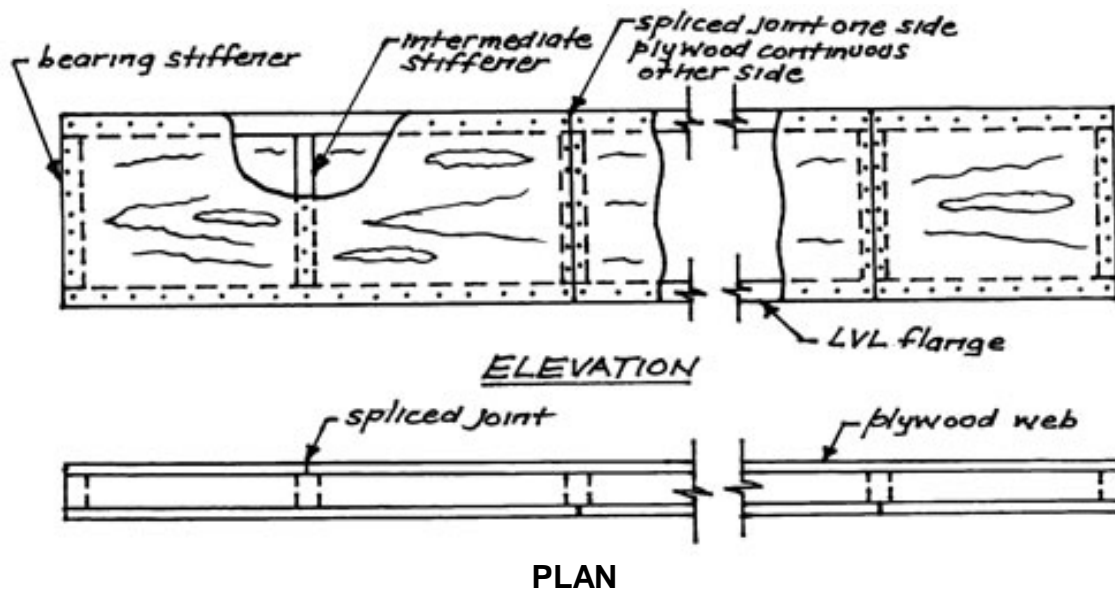 bearing stiffener
intermediate
stiffener
spliced joint one side
plywood continuous
other side
LVL flange
ELEVATION
spliced joint
plywood web
PLAN